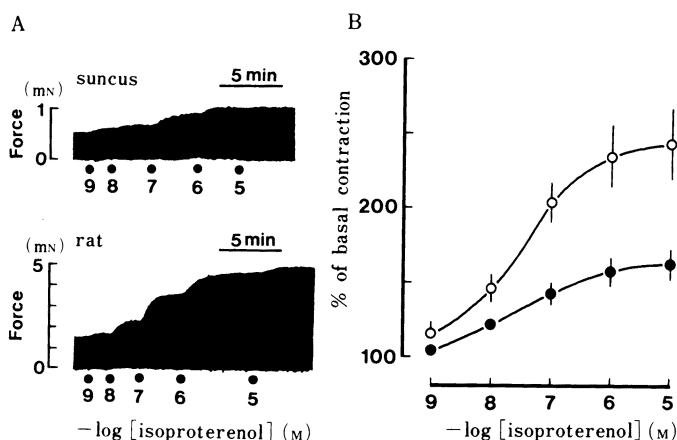 A
suncus
5 min
(mN)
1
0
Force
9 8 7 6 5
rat
5 min
(mN)
5
0
Force
9 8 7 6 5
−log [isoproterenol] (M)
B
300
200
100
% of basal contraction
9 8 7 6 5
−log [isoproterenol] (M)